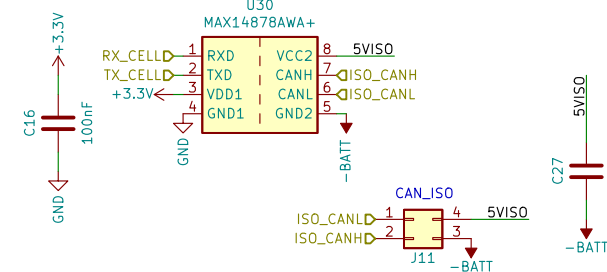 U30
MAX14878AWA+
+3.3V
C16
100nF
GND
RX_CELL
1
RXD
VCC2
8
5VISO
TX_CELL
2
TXD
CANH
7
ISO_CANH
+3.3V
3
VDD1
CANL
6
ISO_CANL
4
GND1
GND2
5
GND
-BATT
5VISO
C27
-BATT
CAN_ISO
ISO_CANL
1
4
5VISO
ISO_CANH
2
3
J11
-BATT